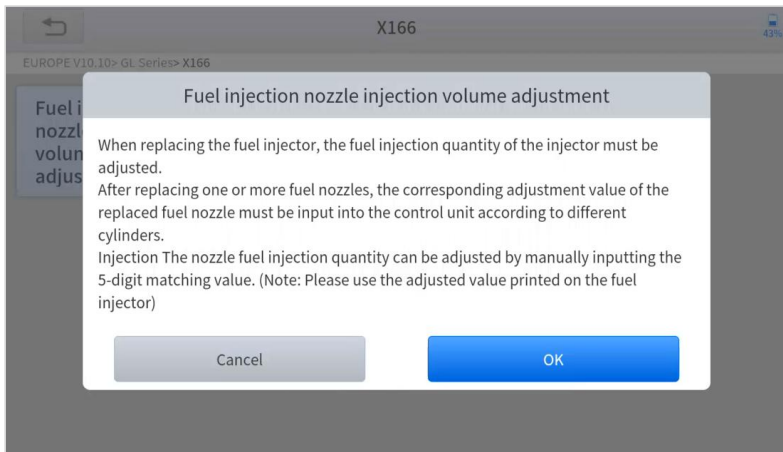 X166
43%
EUROPE V10.10> GL Series> X166
Fuel injection nozzle injection volume adjustment
Fuel i
nozzl
volun
adjus
When replacing the fuel injector, the fuel injection quantity of the injector must be
adjusted.
After replacing one or more fuel nozzles, the corresponding adjustment value of the
replaced fuel nozzle must be input into the control unit according to different
cylinders.
Injection The nozzle fuel injection quantity can be adjusted by manually inputting the
5-digit matching value. (Note: Please use the adjusted value printed on the fuel
injector)
Cancel
OK